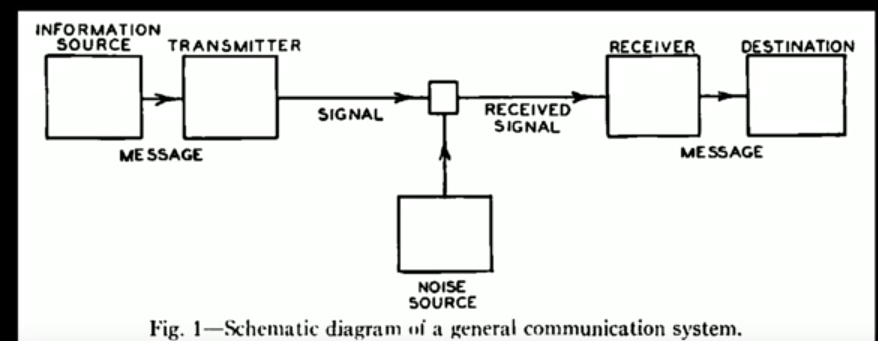 INFORMATION
SOURCE
TRANSMITTER
RECEIVER
DESTINATION
SIGNAL
RECEIVED
SIGNAL
MESSAGE
MESSAGE
NOISE
SOURCE
Fig. 1—Schematic diagram of a general communication system.